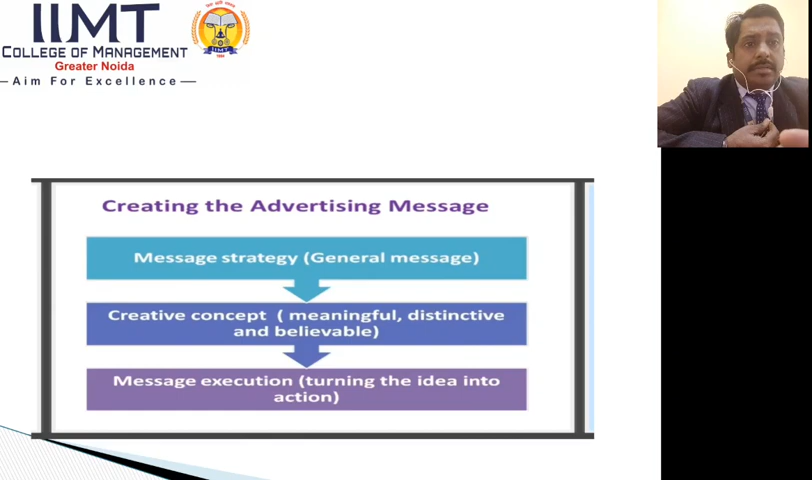 IIMT
COLLEGE OF MANAGEMENT
Greater Noida
Aim For Excellence
IIMT
Creating the Advertising Message
Message strategy (General message)
Creative concept ( meaningful, distinctive
and believable)
Message execution (turning the idea into
action)